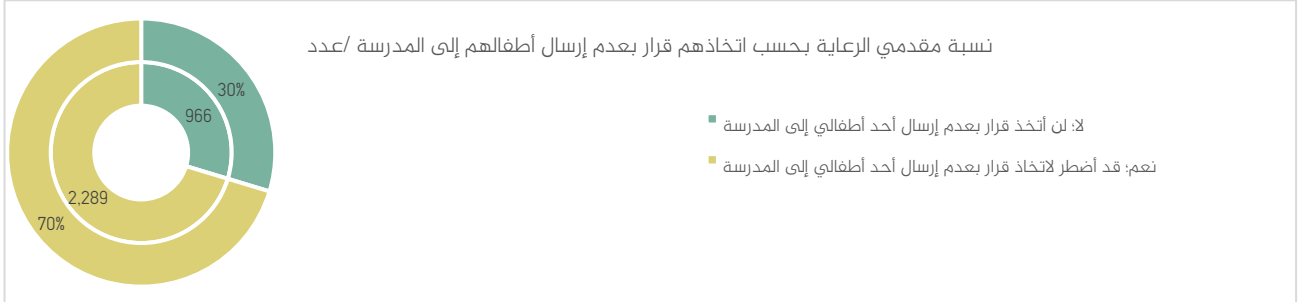 نسبة مقدمي الرعاية بحسب اتخاذهم قرار بعدم إرسال أطفالهم إلى المدرسة /عدد
30%
966
لا؛ لن أتخذ قرار بعدم إرسال أحد أطفالي إلى المدرسة
نعم؛ قد أضطر لاتخاذ قرار بعدم إرسال أحد أطفالي إلى المدرسة
2,289
70%